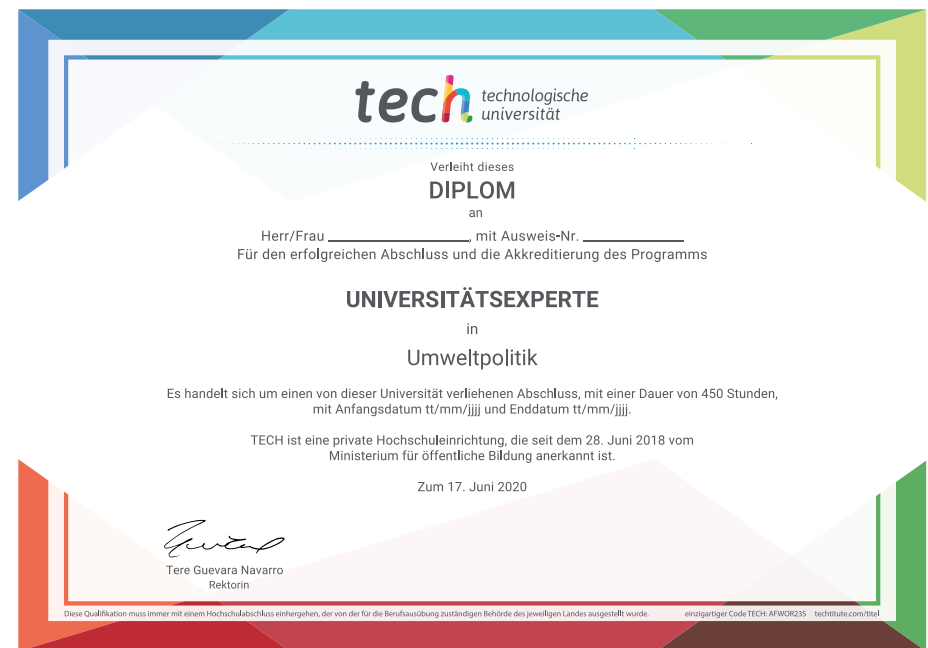 tech technologische
universität
Verleiht dieses
DIPLOM
an
Herr/Frau ____________, mit Ausweis-Nr. ____________
Für den erfolgreichen Abschluss und die Akkreditierung des Programms
UNIVERSITÄTSEXPERTE
in
Umweltpolitik
Es handelt sich um einen von dieser Universität verliehenen Abschluss, mit einer Dauer von 450 Stunden,
mit Anfangsdatum tt/mm/jjjj und Enddatum tt/mm/jjjj.
TECH ist eine private Hochschuleinrichtung, die seit dem 28. Juni 2018 vom
Ministerium für öffentliche Bildung anerkannt ist.
Zum 17. Juni 2020
Tere Guevara Navarro
Rektorin
Diese Qualifikation muss immer mit einem Hochschulabschluss einhergehen, der von der für die Berufsausübung zuständigen Behörde des jeweiligen Landes ausgestellt wurde. einzigartiger Code TECH: AFWOR23S techtitute.com/titel